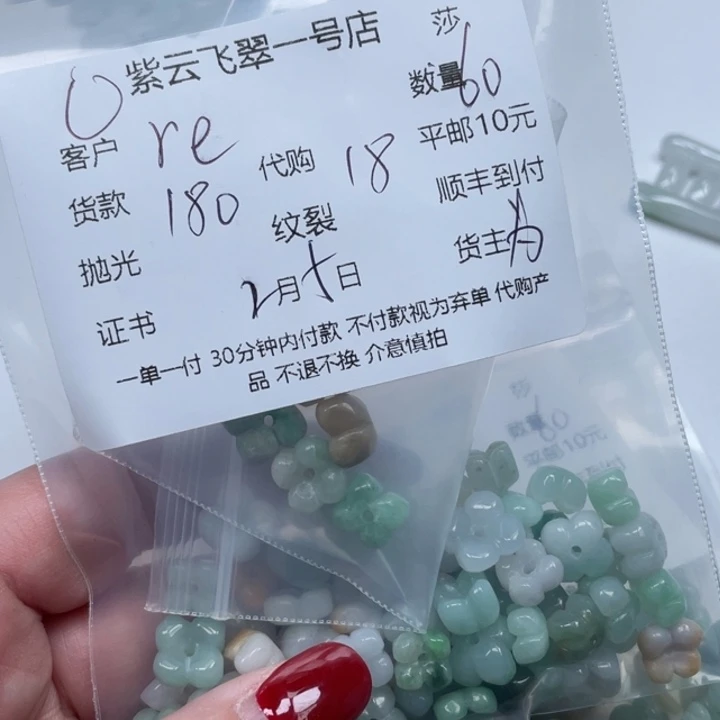 紫云飞翠一号店 莎
客户 re 数量 60
货款 180 代购 18 平邮10元
抛光 纹裂 顺丰到付
证书 2月 日 货主
一单一付 30分钟内付款 不付款视为弃单 代购产
品 不退不换 介意慎拍
莎
数量 60
平邮10元